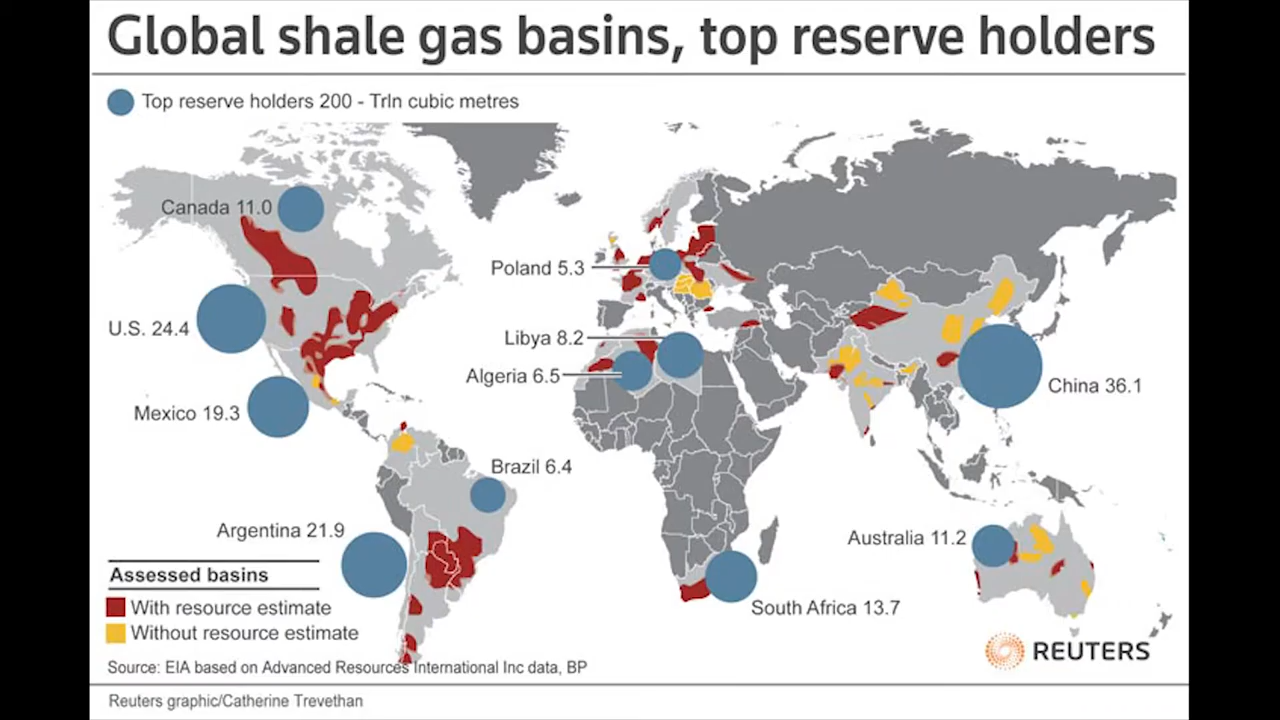 Global shale gas basins, top reserve holders
Top reserve holders 200 - Trln cubic metres
Canada 11.0
Poland 5.3
U.S. 24.4
Libya 8.2
Algeria 6.5
China 36.1
Mexico 19.3
Brazil 6.4
Argentina 21.9
Australia 11.2
South Africa 13.7
Assessed basins
With resource estimate
Without resource estimate
REUTERS
Source: EIA based on Advanced Resources International Inc data, BP
Reuters graphic/Catherine Trevethan